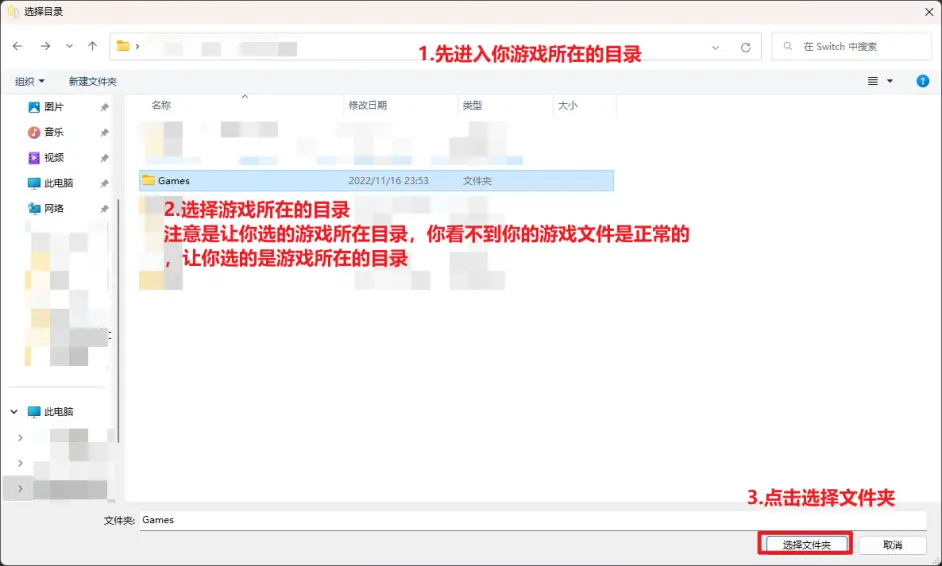 选择目录
1.先进入你游戏所在的目录
在 Switch 中搜索
组织
新建文件夹
图片
音乐
视频
此电脑
网络
此电脑
名称
修改日期
类型
大小
Games
2022/11/16 23:53
文件夹
2.选择游戏所在的目录
注意是让你选的游戏所在目录，你看不到你的游戏文件是正常的
，让你选的是游戏所在的目录
3.点击选择文件夹
文件夹: Games
选择文件夹
取消